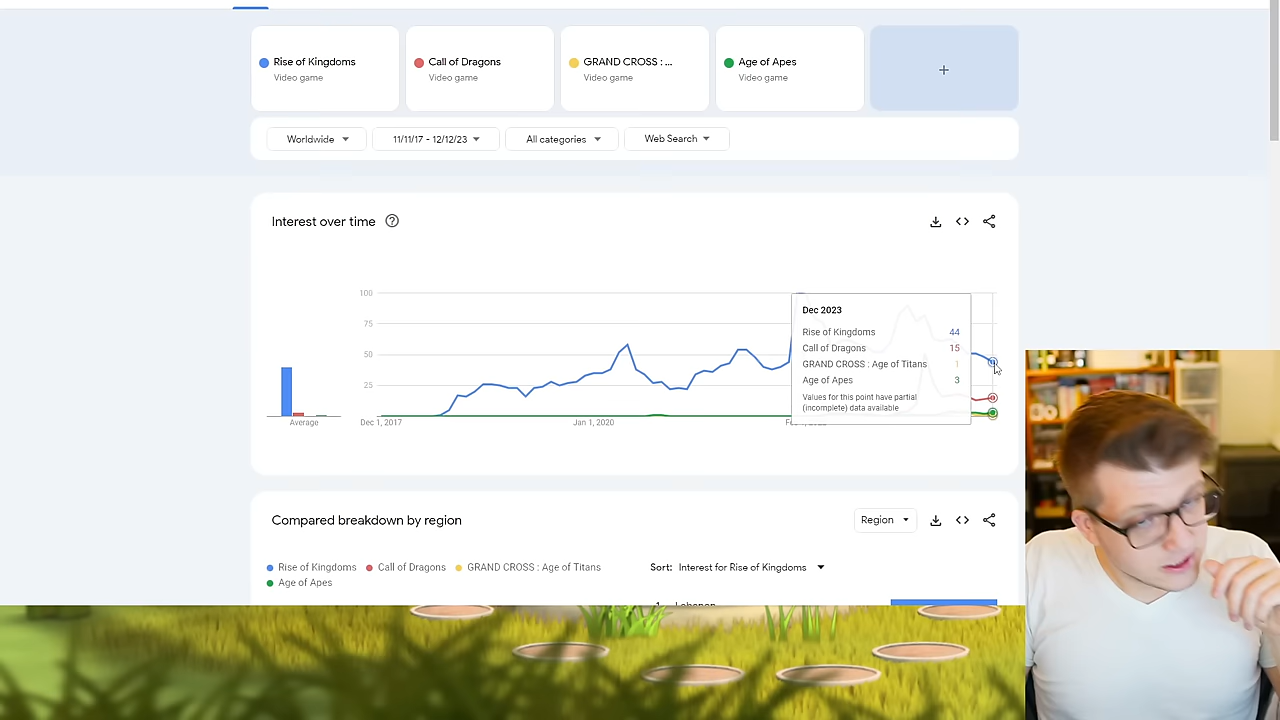 Rise of Kingdoms
Video game
Call of Dragons
Video game
GRAND CROSS : ...
Video game
Age of Apes
Video game
+
Worldwide
11/11/17 - 12/12/23
All categories
Web Search
Interest over time
100
75
50
25
Average
Dec 1, 2017
Jan 1, 2020
Dec 2023
Rise of Kingdoms 44
Call of Dragons 15
GRAND CROSS : Age of Titans 1
Age of Apes 3
Values for this point have partial
(incomplete) data available
Compared breakdown by region
Region
Rise of Kingdoms
Call of Dragons
GRAND CROSS : Age of Titans
Age of Apes
Sort: Interest for Rise of Kingdoms
1 Lebanon